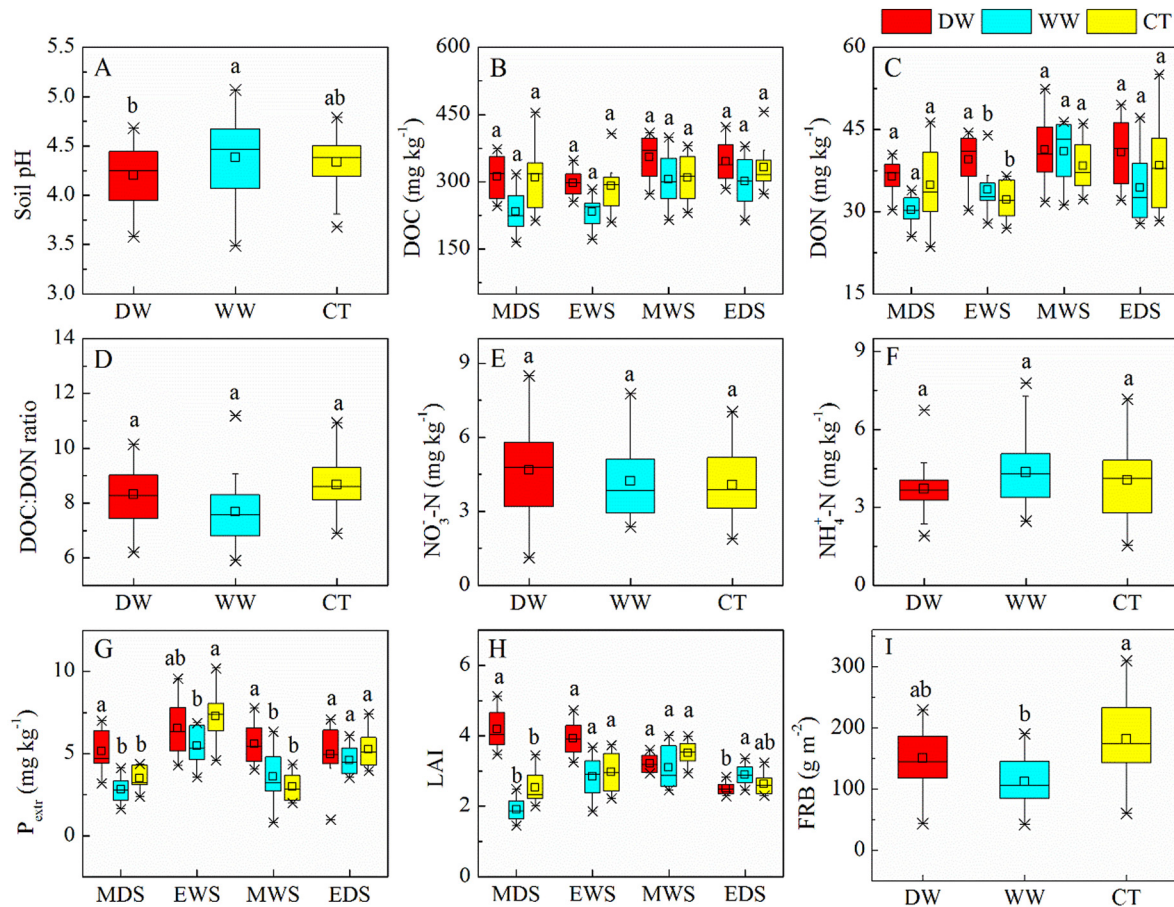 DW WW CT
A
b a ab
Soil pH
5.5
5.0
4.5
4.0
3.5
3.0
DW WW CT
B
a a a a a a a a a a a a
DOC (mg kg⁻¹)
600
450
300
150
MDS EWS MWS EDS
C
a a a a b b a a a a a a
DON (mg kg⁻¹)
60
45
30
15
MDS EWS MWS EDS
D
a a a
DOC:DON ratio
14
12
10
8
6
DW WW CT
E
a a a
NO₃⁻-N (mg kg⁻¹)
9
6
3
0
DW WW CT
F
a a a
NH₄⁺-N (mg kg⁻¹)
9
6
3
0
DW WW CT
G
a b b ab b a a b b a a a
Pextr (mg kg⁻¹)
10
5
0
MDS EWS MWS EDS
H
a b b a a a a a a b a ab
LAI
6
4
2
0
MDS EWS MWS EDS
I
ab b a
FRB (g m⁻²)
300
200
100
0
DW WW CT